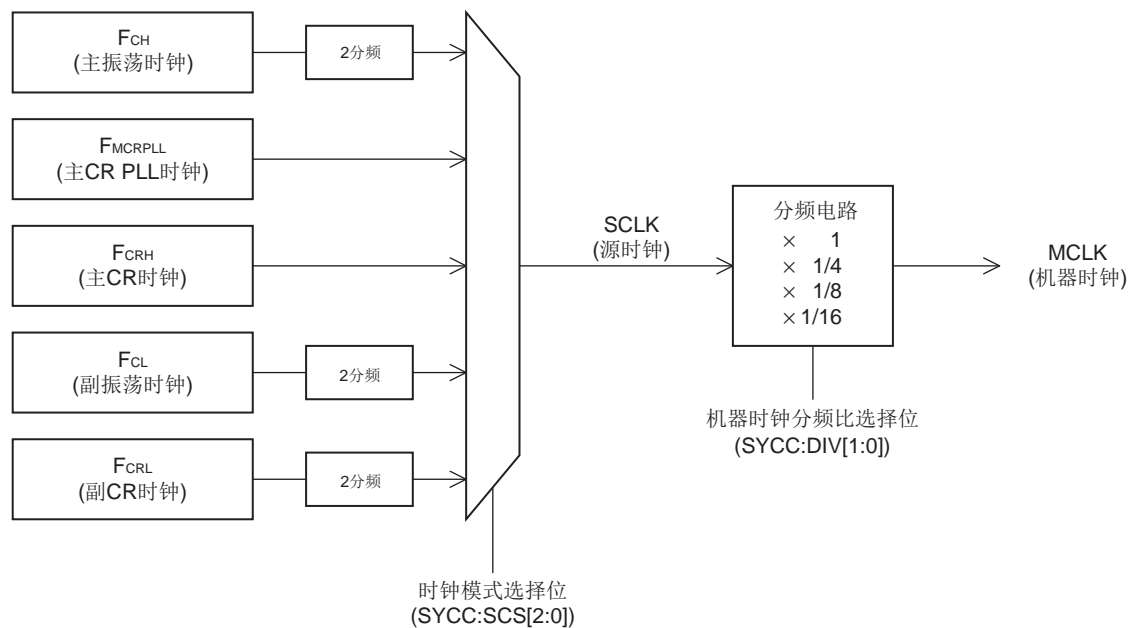 FCH
(主振荡时钟)
2分频
FMCRPLL
(主CR PLL时钟)
FCRH
(主CR时钟)
FCL
(副振荡时钟)
2分频
FCRL
(副CR时钟)
2分频
SCLK
(源时钟)
分频电路
× 1
× 1/4
× 1/8
× 1/16
MCLK
(机器时钟)
机器时钟分频比选择位
(SYCC:DIV[1:0])
时钟模式选择位
(SYCC:SCS[2:0])